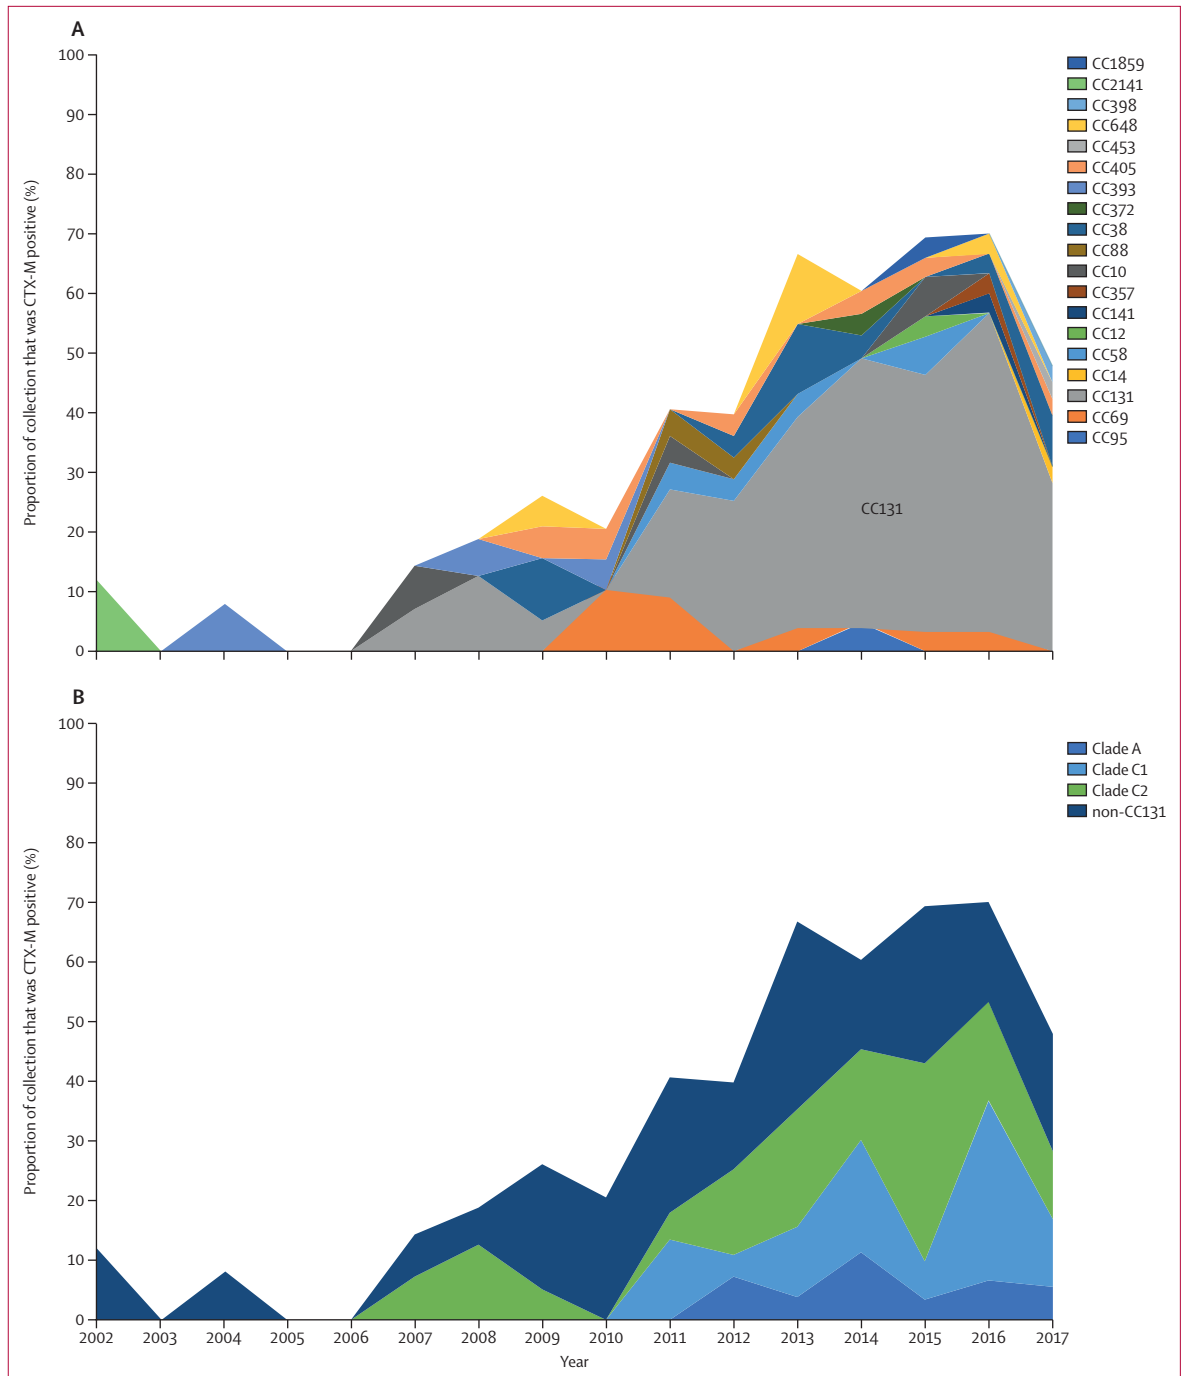 A
100
90
80
70
60
50
40
30
20
10
0
Proportion of collection that was CTX-M positive (%)
CC131
CC1859
CC2141
CC398
CC648
CC453
CC405
CC393
CC372
CC38
CC88
CC10
CC357
CC141
CC12
CC58
CC14
CC131
CC69
CC95
B
100
90
80
70
60
50
40
30
20
10
0
Proportion of collection that was CTX-M positive (%)
Clade A
Clade C1
Clade C2
non-CC131
2002 2003 2004 2005 2006 2007 2008 2009 2010 2011 2012 2013 2014 2015 2016 2017
Year